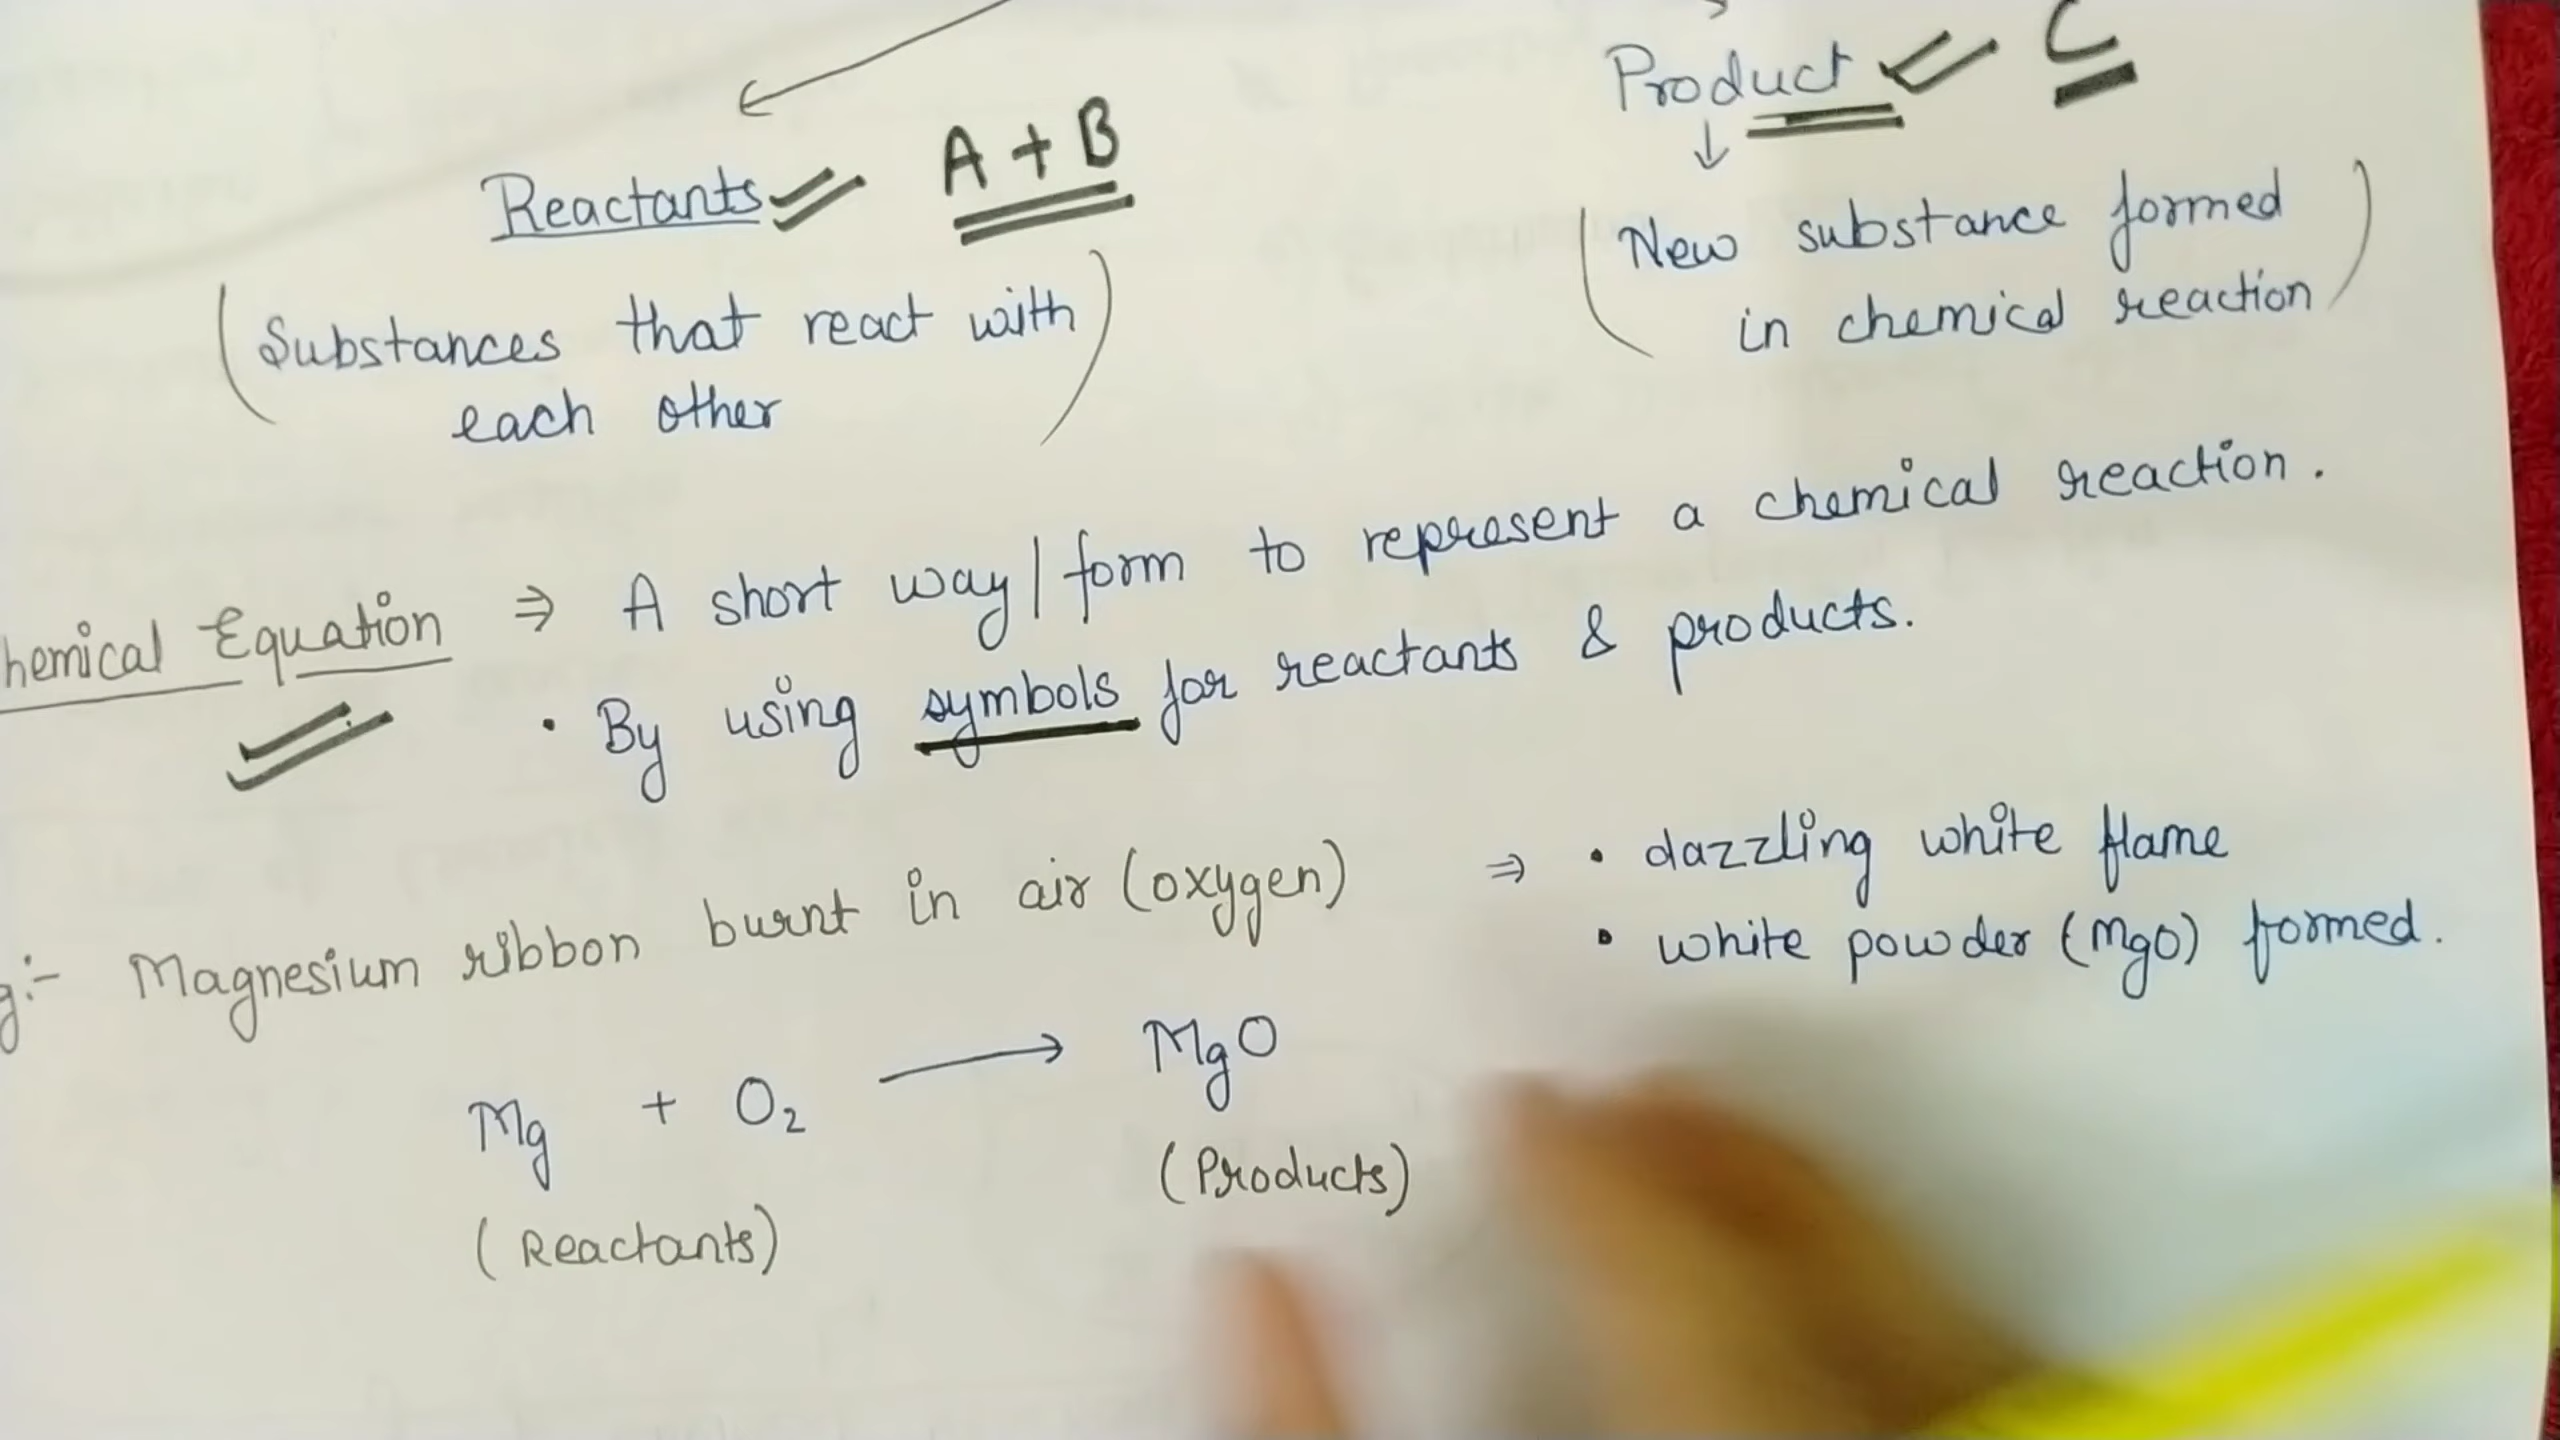 Product C
Reactants A + B
(Substances that react with
each other)
(New substance formed
in chemical reaction)
hemical Equation ⇒ A short way/form to represent a chemical reaction.
• By using symbols for reactants & products.
g:- Magnesium ribbon burnt in air (oxygen) ⇒ • dazzling white flame
• white powder (MgO) formed.
Mg + O₂ → MgO
(Reactants) (Products)